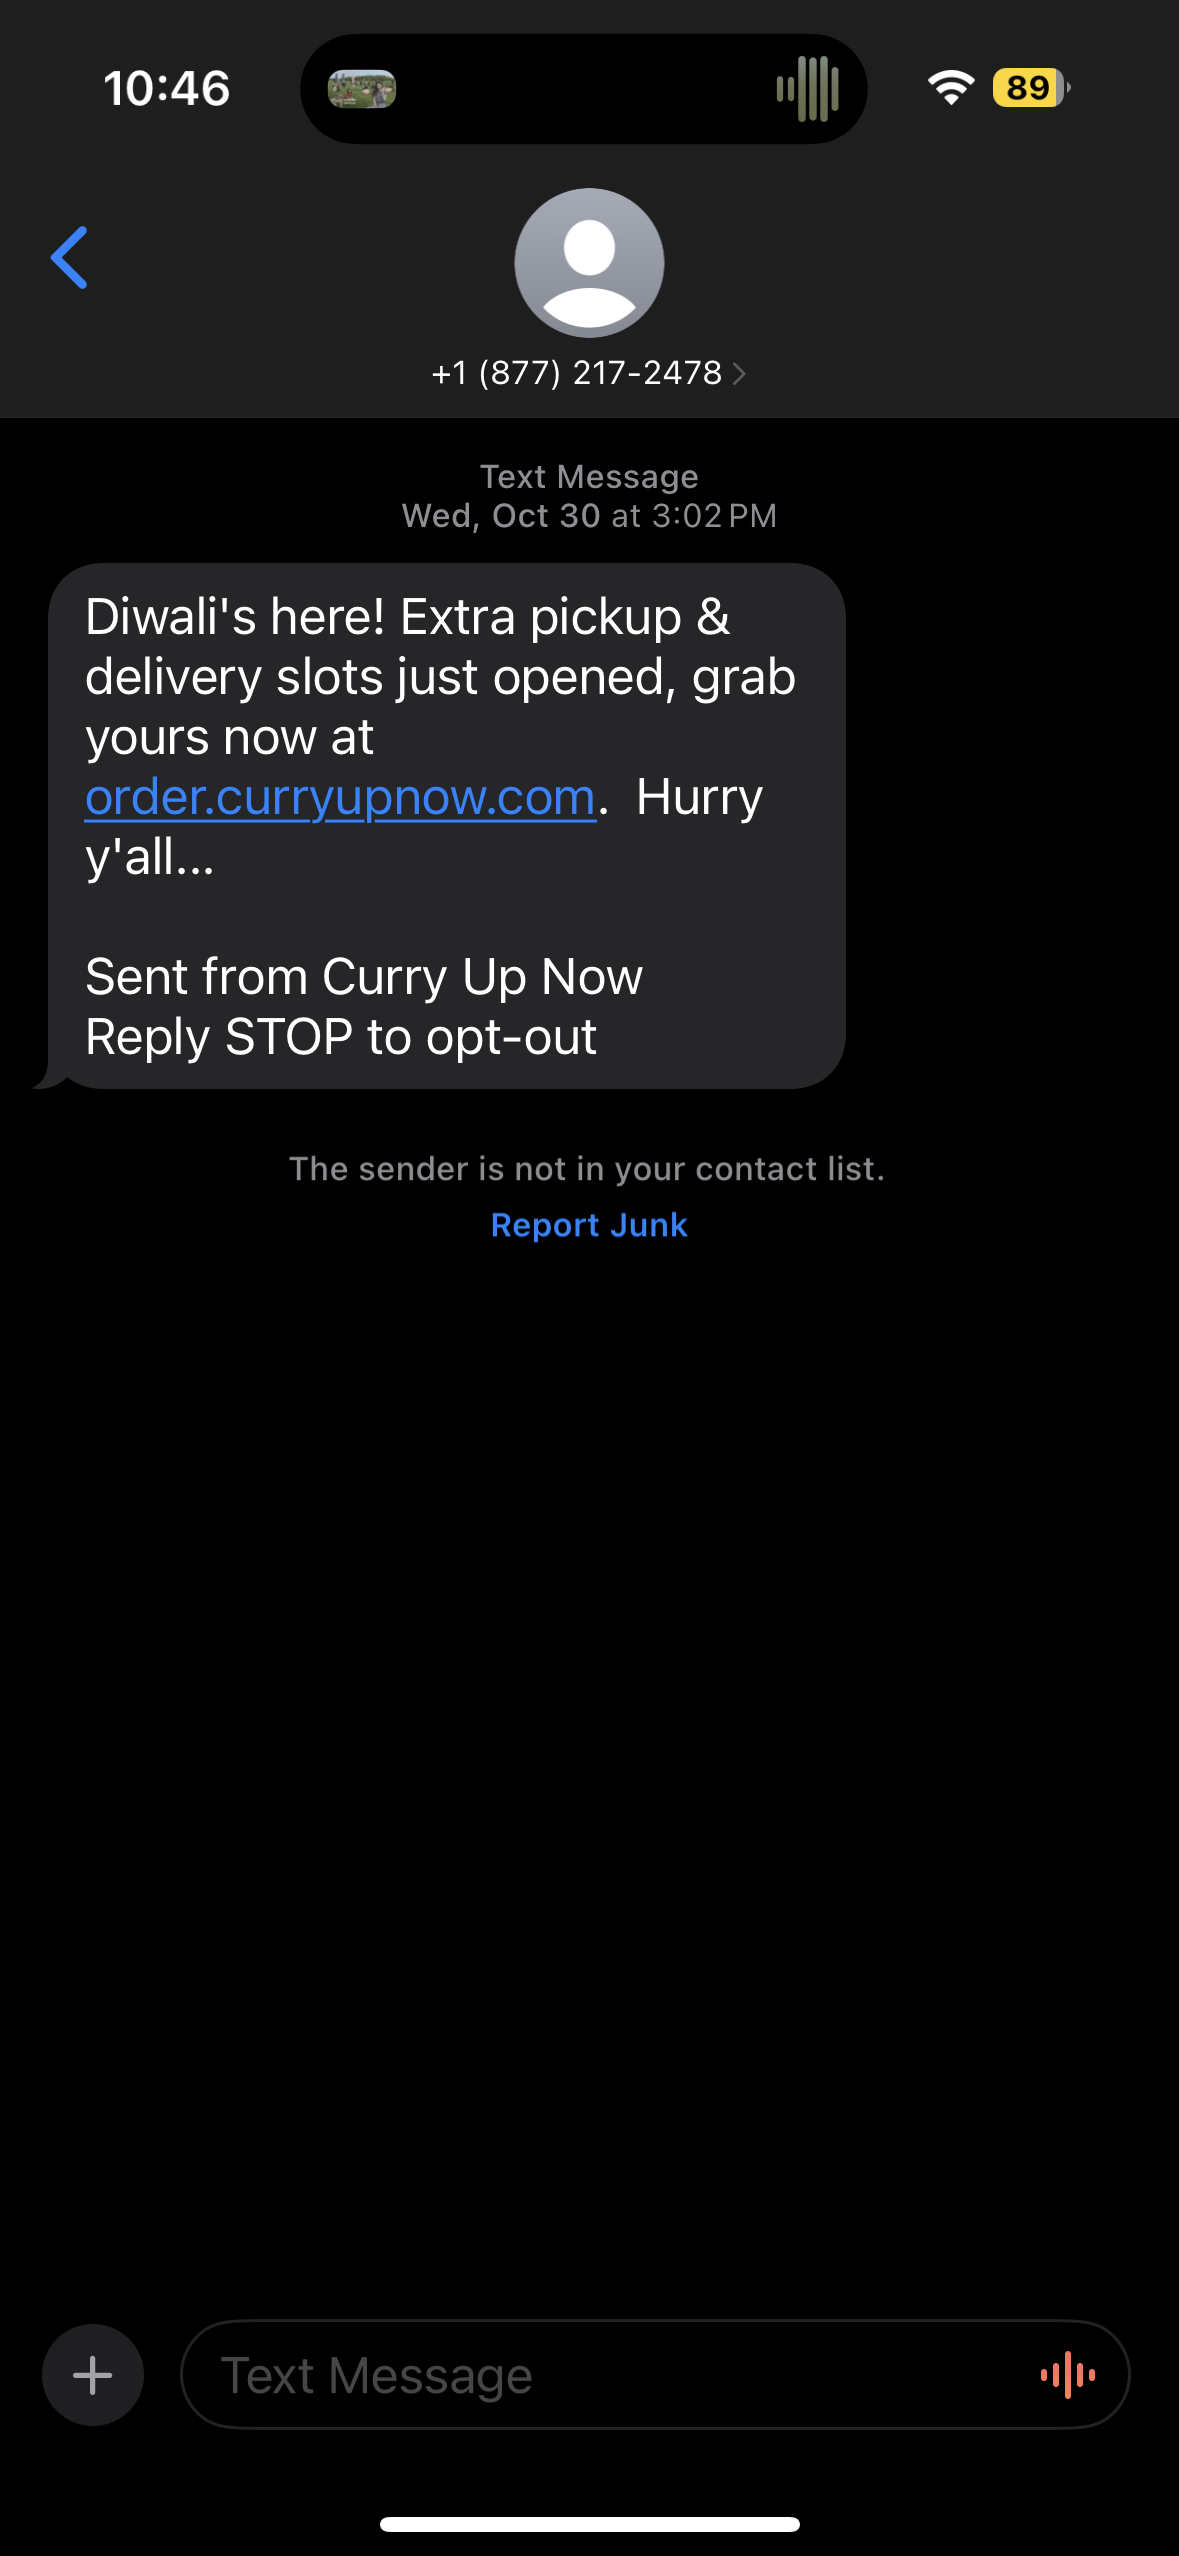 10:46
89
+1 (877) 217-2478
Text Message
Wed, Oct 30 at 3:02 PM
Diwali's here! Extra pickup &
delivery slots just opened, grab
yours now at
order.curryupnow.com.  Hurry
y'all...
Sent from Curry Up Now
Reply STOP to opt-out
The sender is not in your contact list.
Report Junk
Text Message